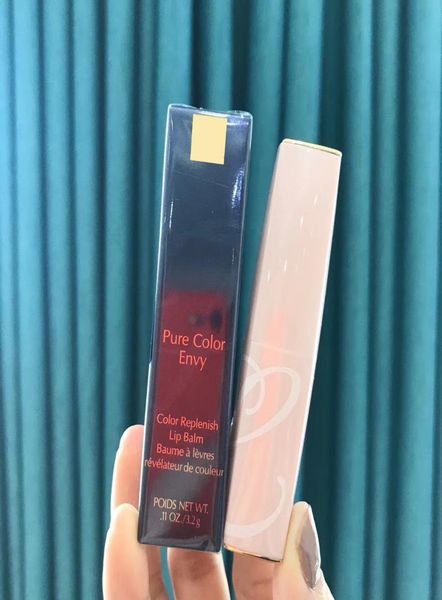 Pure Color
Envy
Color Replenish
Lip Balm
Baume à lèvres
révélateur de couleur
POIDS NET WT.
.11 OZ./3.2g